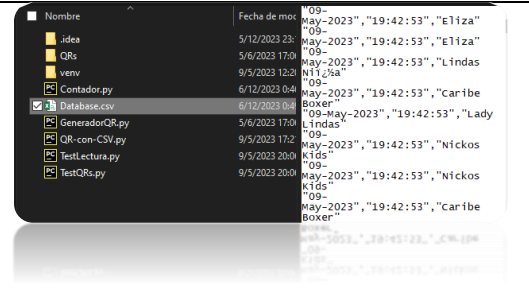 Nombre
Fecha de moc
.idea
5/12/2023 23:
QRs
5/6/2023 17:0
venv
9/5/2023 12:2
Contador.py
6/12/2023 0:4
Database.csv
6/12/2023 0:4
GeneradorQR.py
5/6/2023 17:0
QR-con-CSV.py
9/5/2023 17:2
TestLectura.py
9/5/2023 20:0
TestQRs.py
9/5/2023 20:0
"09-
May-2023","19:42:53","Eliza"
"09-
May-2023","19:42:53","Eliza"
"09-
May-2023","19:42:53","Lindas
Niï¿½a"
"09-
May-2023","19:42:53","Caribe
Boxer"
"09-May-2023","19:42:53","Lady
Lindas"
"09-
May-2023","19:42:53","Nickos
Kids"
"09-
May-2023","19:42:53","Nickos
Kids"
"09-
May-2023","19:42:53","Caribe
Boxer"